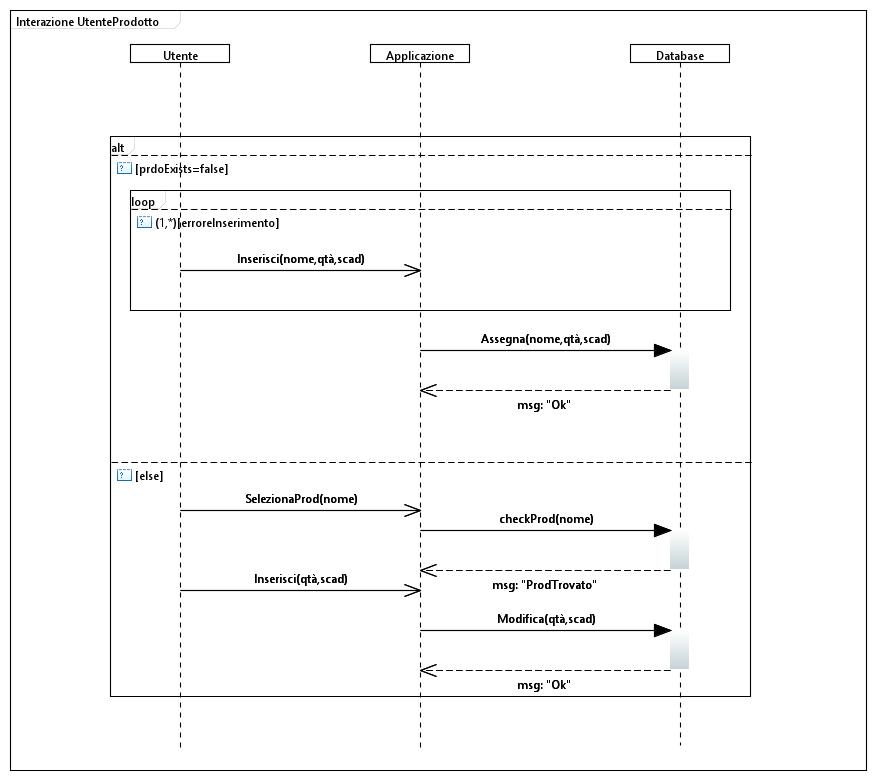 Interazione UtenteProdotto
Utente
Applicazione
Database
alt
[prdoExists=false]
loop
(1,*)[erroreInserimento]
Inserisci(nome,qtà,scad)
Assegna(nome,qtà,scad)
msg: "Ok"
[else]
SelezionaProd(nome)
checkProd(nome)
Inserisci(qtà,scad)
msg: "ProdTrovato"
Modifica(qtà,scad)
msg: "Ok"